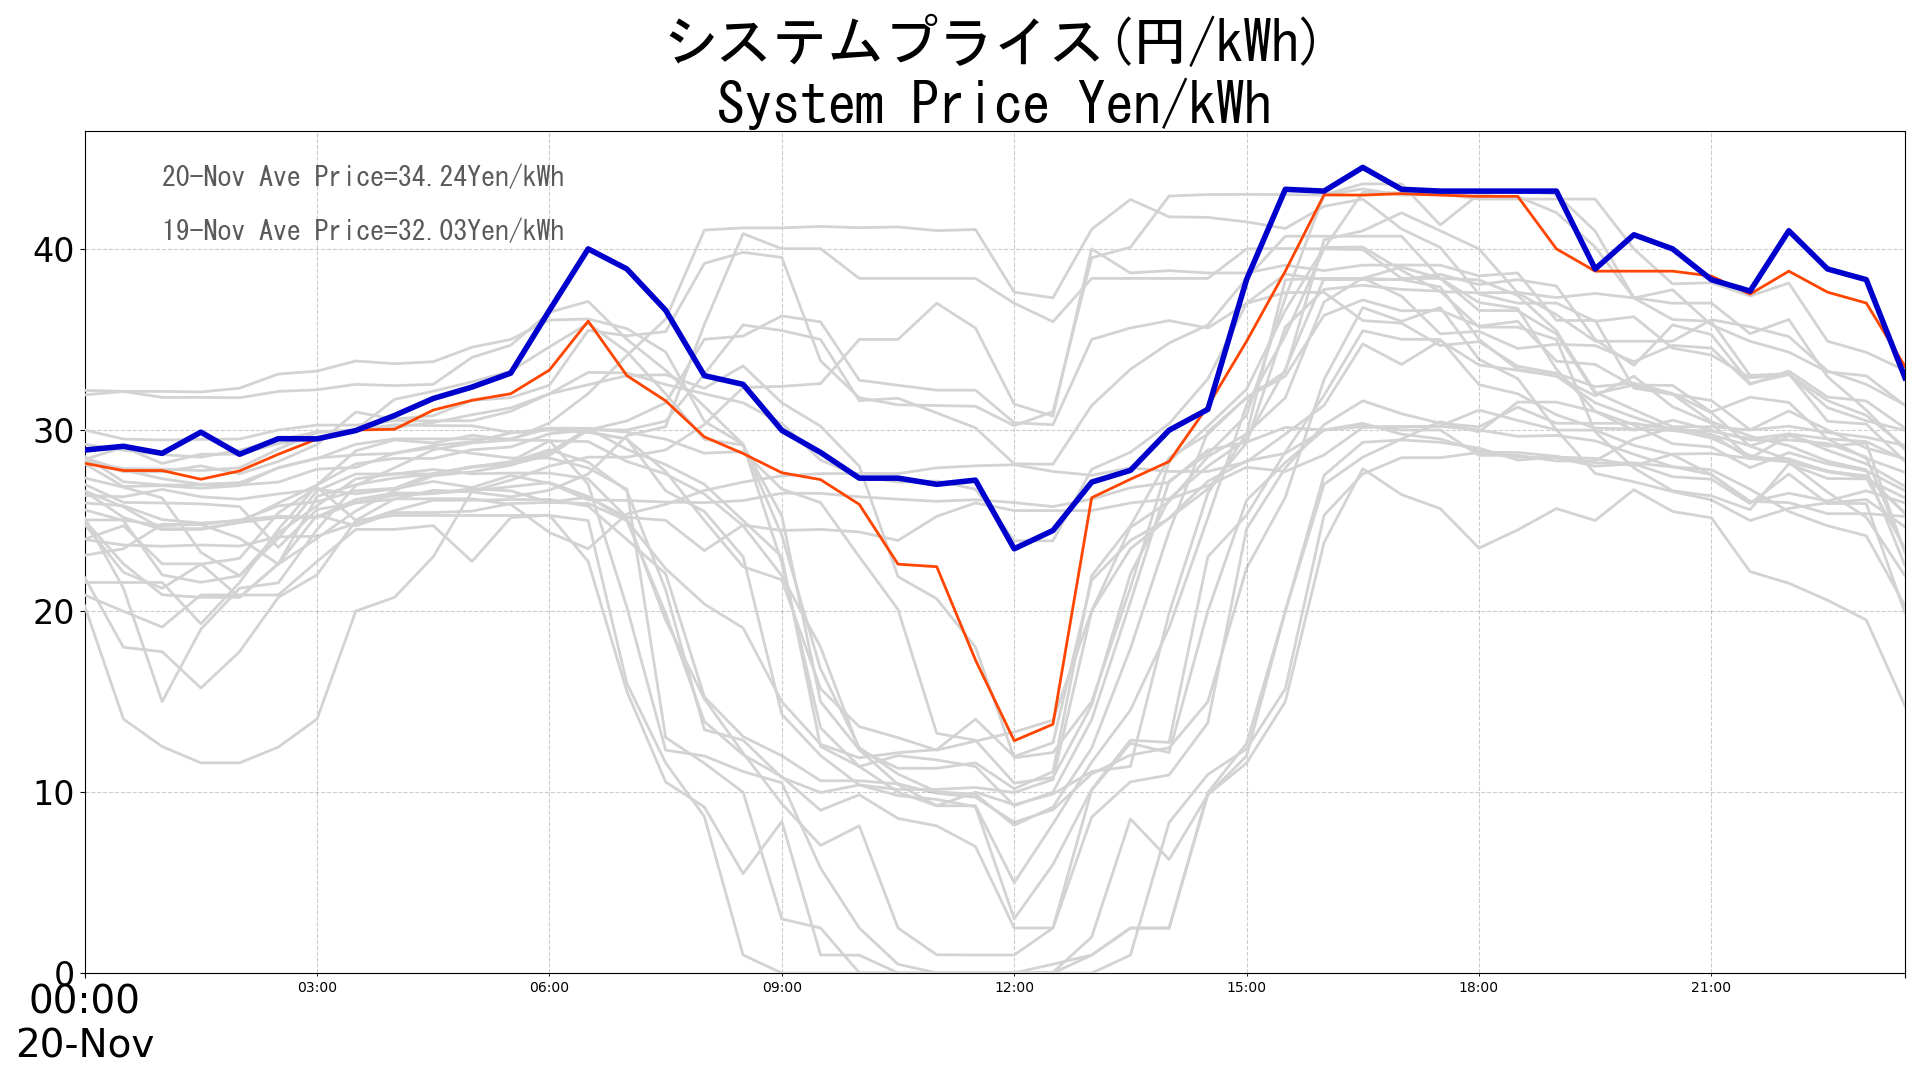 システムプライス(円/kWh)
System Price Yen/kWh
20-Nov Ave Price=34.24Yen/kWh
19-Nov Ave Price=32.03Yen/kWh
40
30
20
10
0
00:00 03:00 06:00 09:00 12:00 15:00 18:00 21:00
20-Nov